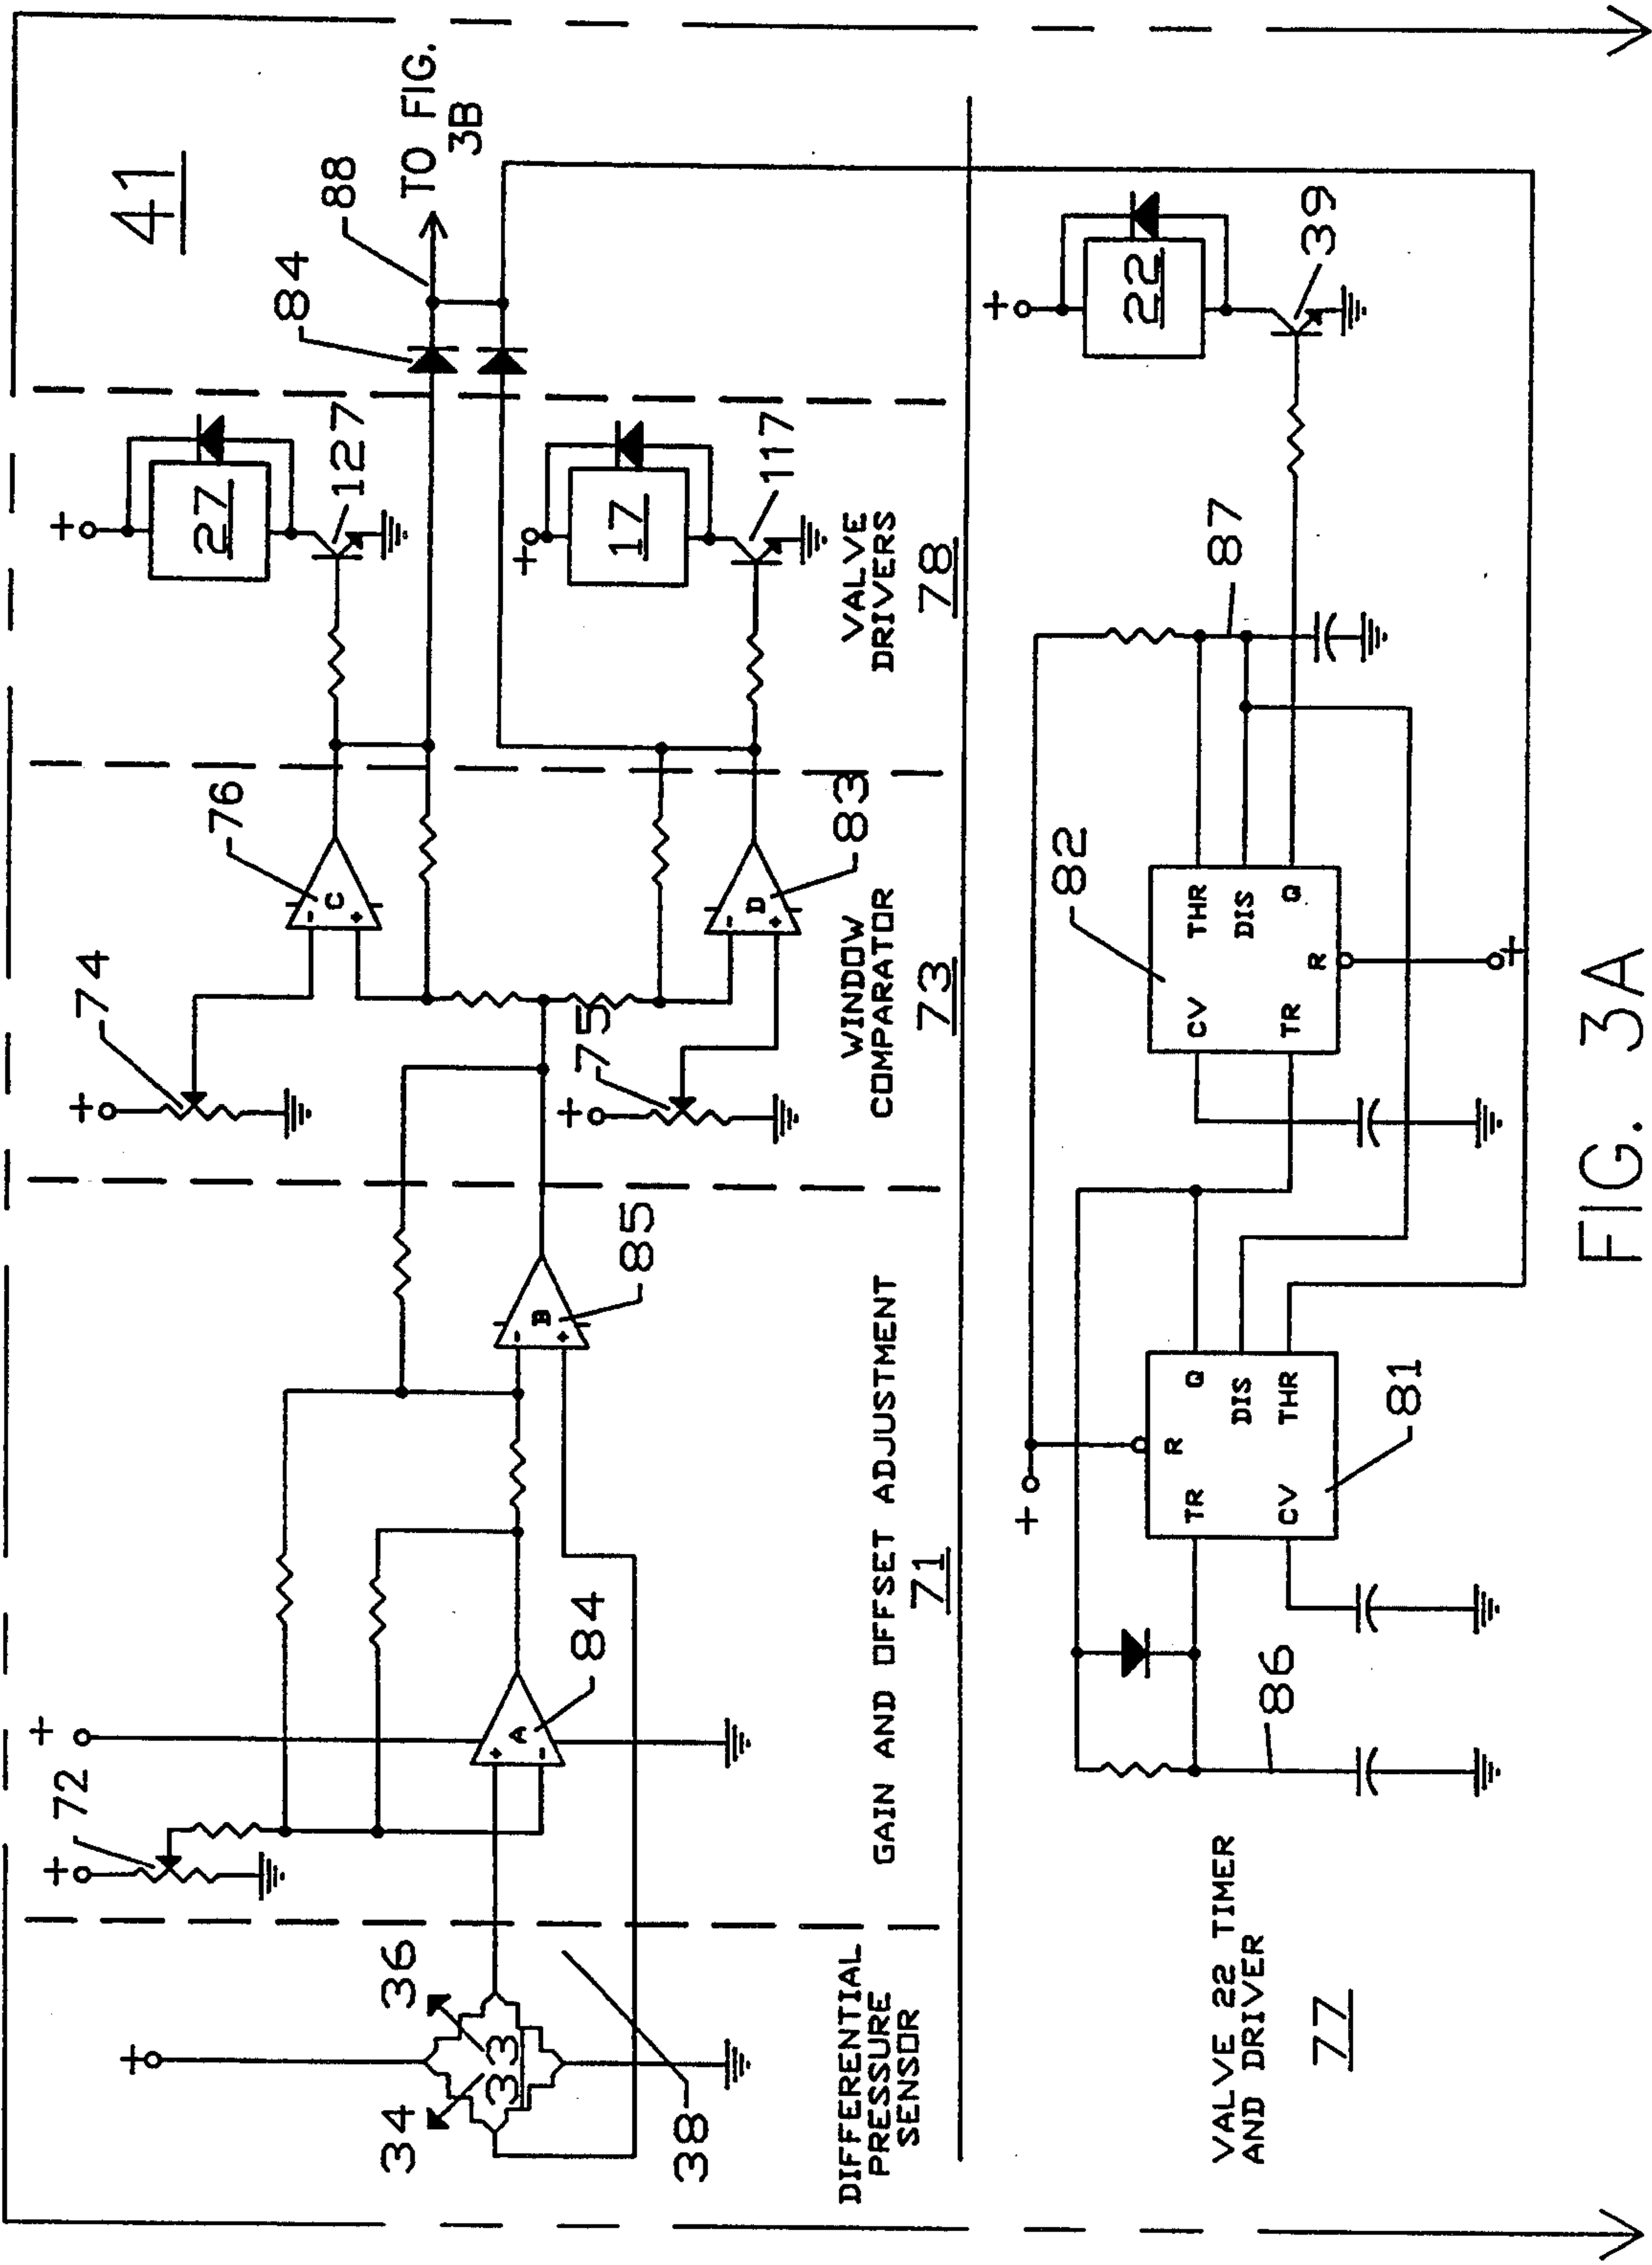 41
TO FIG.
3B
88
84
27
127
17
117
VALVE
DRIVERS
78
76
C
-
+
74
D
-
+
83
75
WINDOW
COMPARATOR
73
B
-
+
85
A
+
-
84
72
GAIN AND OFFSET ADJUSTMENT
71
36
34
33
38
DIFFERENTIAL
PRESSURE
SENSOR
22
39
87
82
THR
DIS
Q
R
CV
TR
+
+
Q
DIS
THR
R
TR
CV
81
86
VALVE 22 TIMER
AND DRIVER
77
FIG. 3A